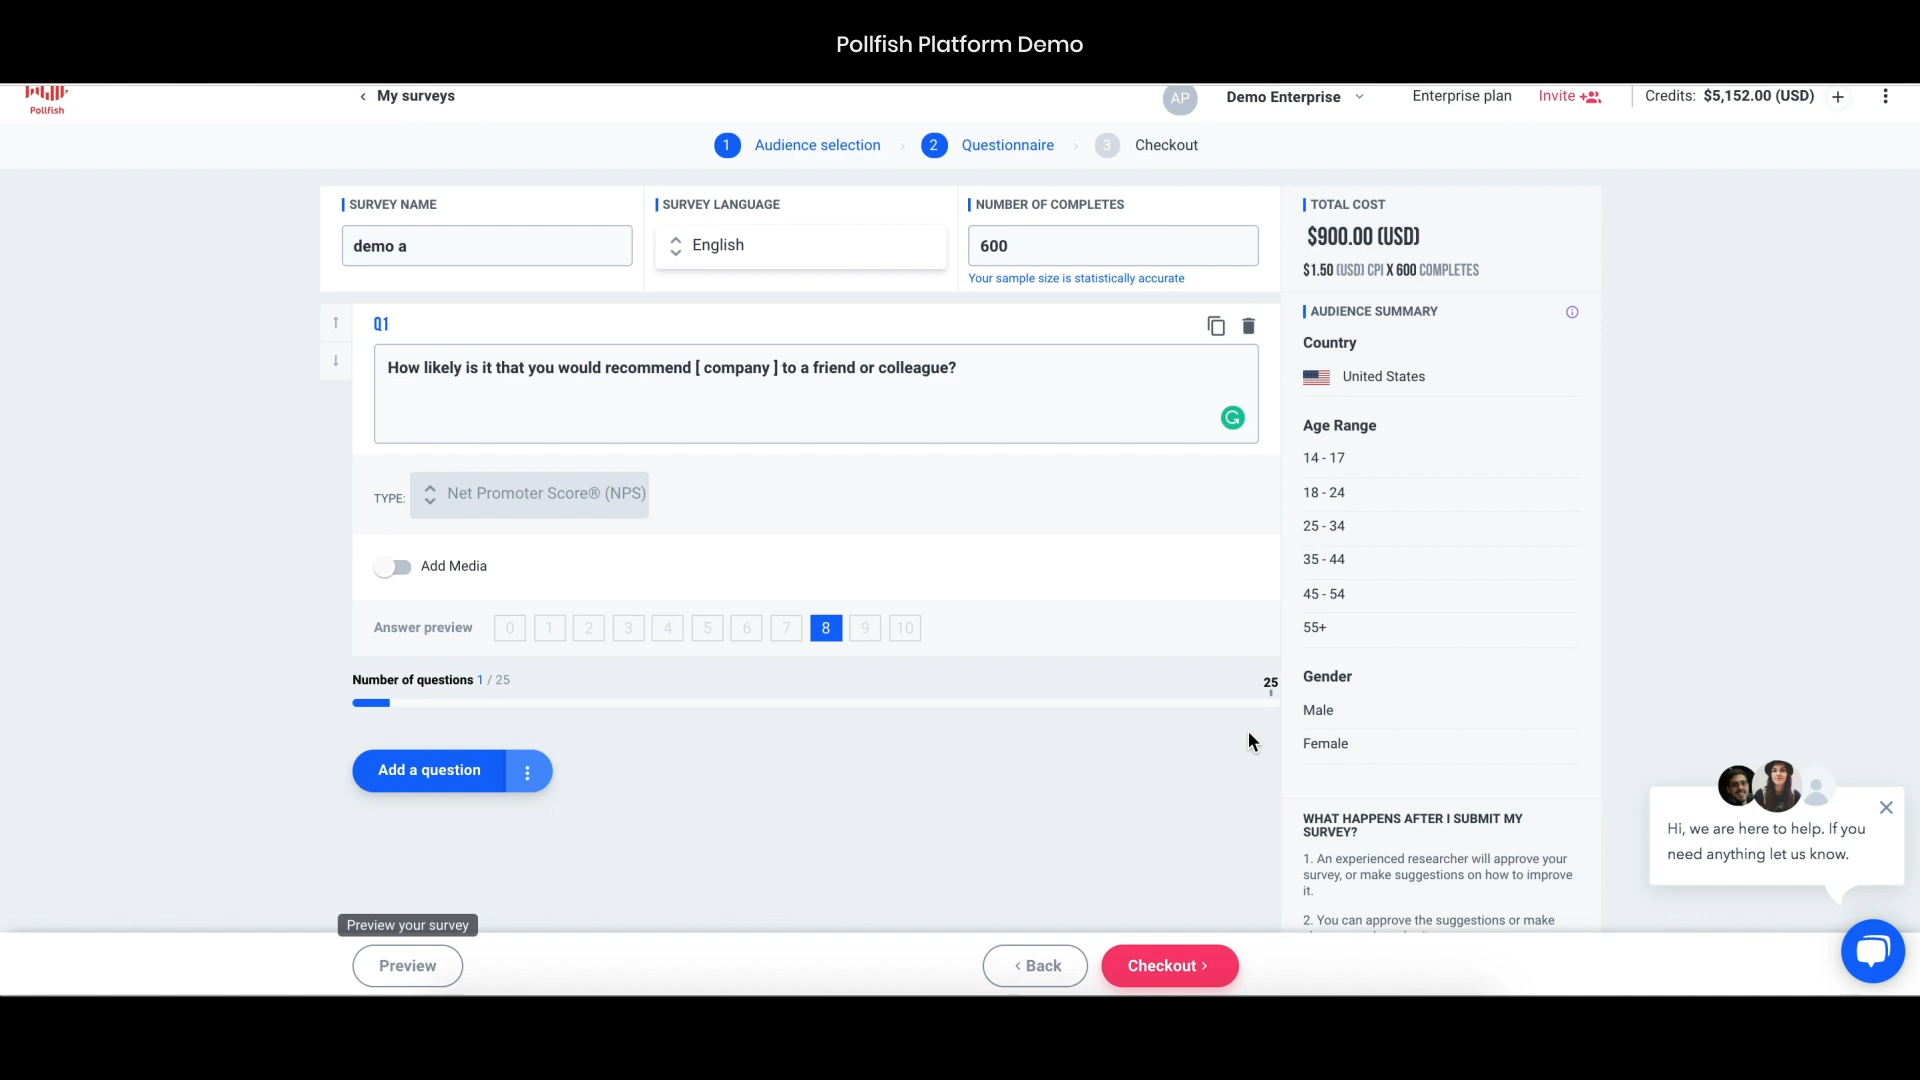 Pollfish Platform Demo
Pollfish
My surveys
AP
Demo Enterprise
Enterprise plan
Invite
Credits: $5,152.00 (USD)
1 Audience selection
2 Questionnaire
3 Checkout
SURVEY NAME
demo a
SURVEY LANGUAGE
English
NUMBER OF COMPLETES
600
Your sample size is statistically accurate
TOTAL COST
$900.00 (USD)
$1.50 (USD) CPI X 600 COMPLETES
Q1
How likely is it that you would recommend [ company ] to a friend or colleague?
TYPE: Net Promoter Score® (NPS)
Add Media
Answer preview 0 1 2 3 4 5 6 7 8 9 10
Number of questions 1 / 25
25
Add a question
AUDIENCE SUMMARY
Country
United States
Age Range
14 - 17
18 - 24
25 - 34
35 - 44
45 - 54
55+
Gender
Male
Female
WHAT HAPPENS AFTER I SUBMIT MY
SURVEY?
1. An experienced researcher will approve your
survey, or make suggestions on how to improve
it.
2. You can approve the suggestions or make
Hi, we are here to help. If you
need anything let us know.
Preview your survey
Preview
‹ Back
Checkout ›